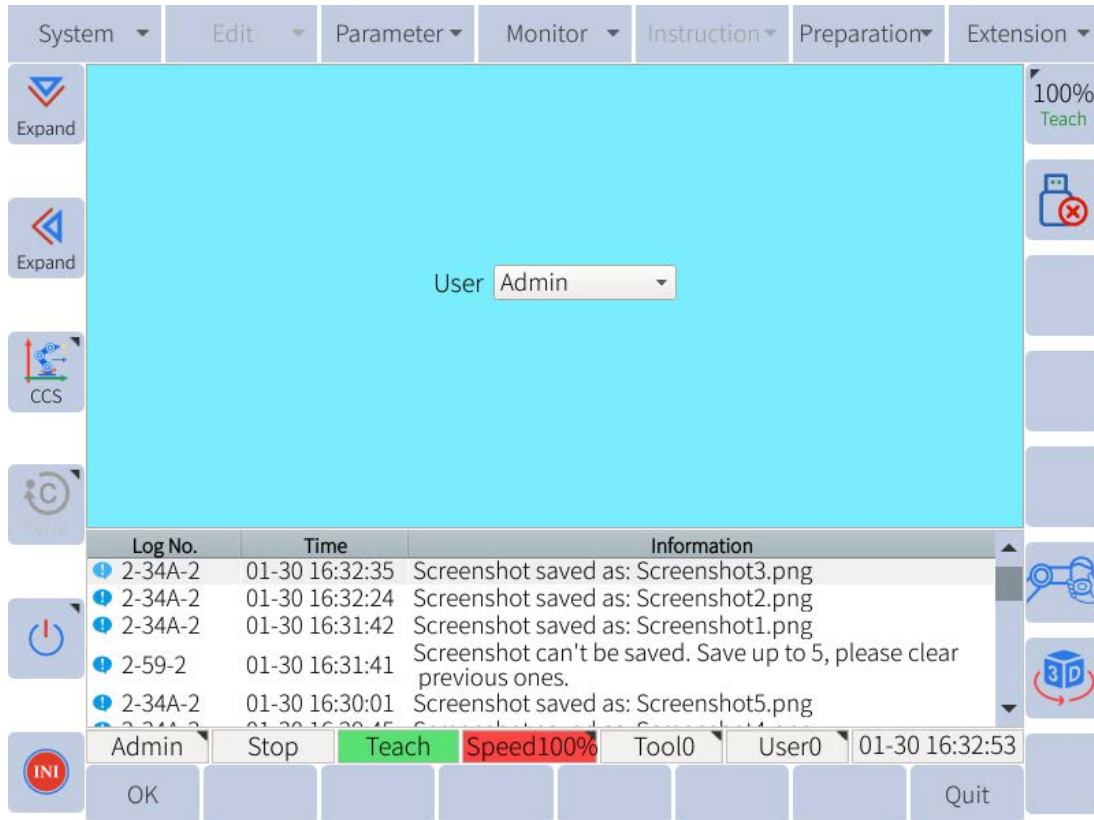 System Edit Parameter Monitor Instruction Preparation Extension
Expand
100%
Teach
Expand
User Admin
CCS
C
Cycle
Log No. Time Information
2-34A-2 01-30 16:32:35 Screenshot saved as: Screenshot3.png
2-34A-2 01-30 16:32:24 Screenshot saved as: Screenshot2.png
2-34A-2 01-30 16:31:42 Screenshot saved as: Screenshot1.png
2-59-2 01-30 16:31:41 Screenshot can't be saved. Save up to 5, please clear
previous ones.
2-34A-2 01-30 16:30:01 Screenshot saved as: Screenshot5.png
3D
Admin Stop Teach Speed100% Tool0 User0 01-30 16:32:53
INI
OK Quit